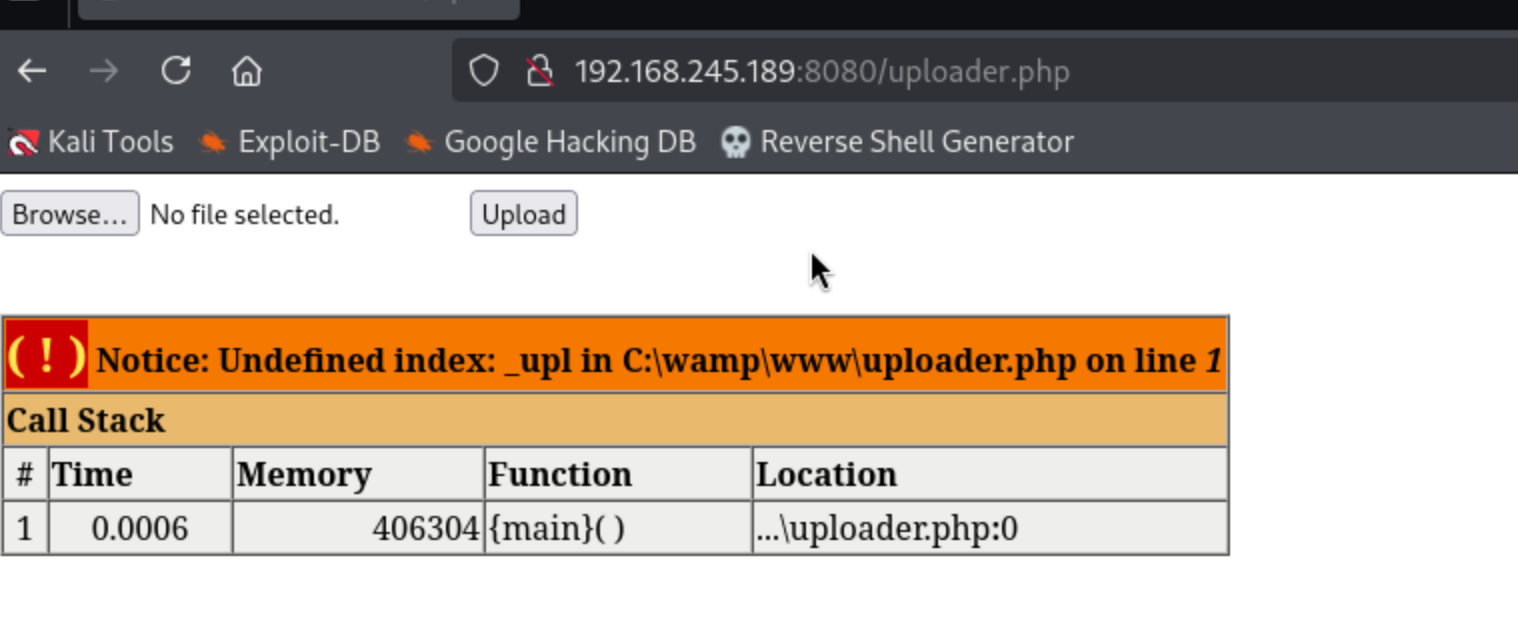 192.168.245.189:8080/uploader.php
Kali Tools Exploit-DB Google Hacking DB Reverse Shell Generator
Browse... No file selected. Upload
( ! ) Notice: Undefined index: _upl in C:\wamp\www\uploader.php on line 1
Call Stack
# Time Memory Function Location
1 0.0006 406304 {main}( ) ...\uploader.php:0